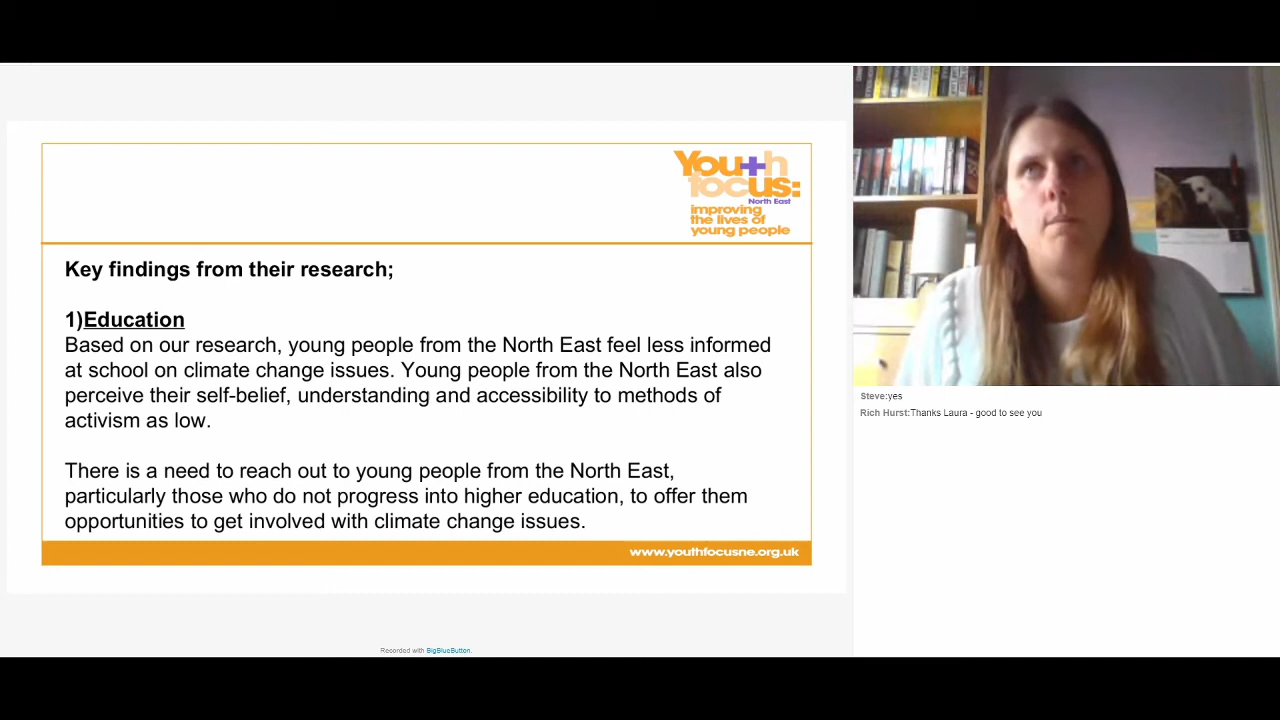 You+h
focus:
North East
improving
the lives of
young people
Key findings from their research;
1)Education
Based on our research, young people from the North East feel less informed
at school on climate change issues. Young people from the North East also
perceive their self-belief, understanding and accessibility to methods of
activism as low.
There is a need to reach out to young people from the North East,
particularly those who do not progress into higher education, to offer them
opportunities to get involved with climate change issues.
www.youthfocusne.org.uk
Steve:yes
Rich Hurst:Thanks Laura - good to see you
Recorded with BigBlueButton.